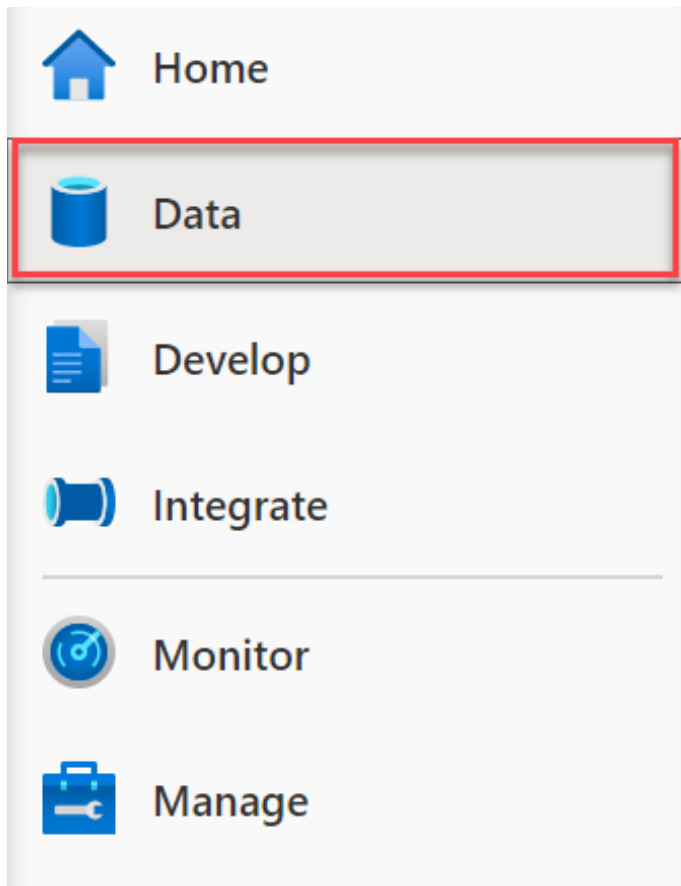 Home
Data
Develop
Integrate
Monitor
Manage